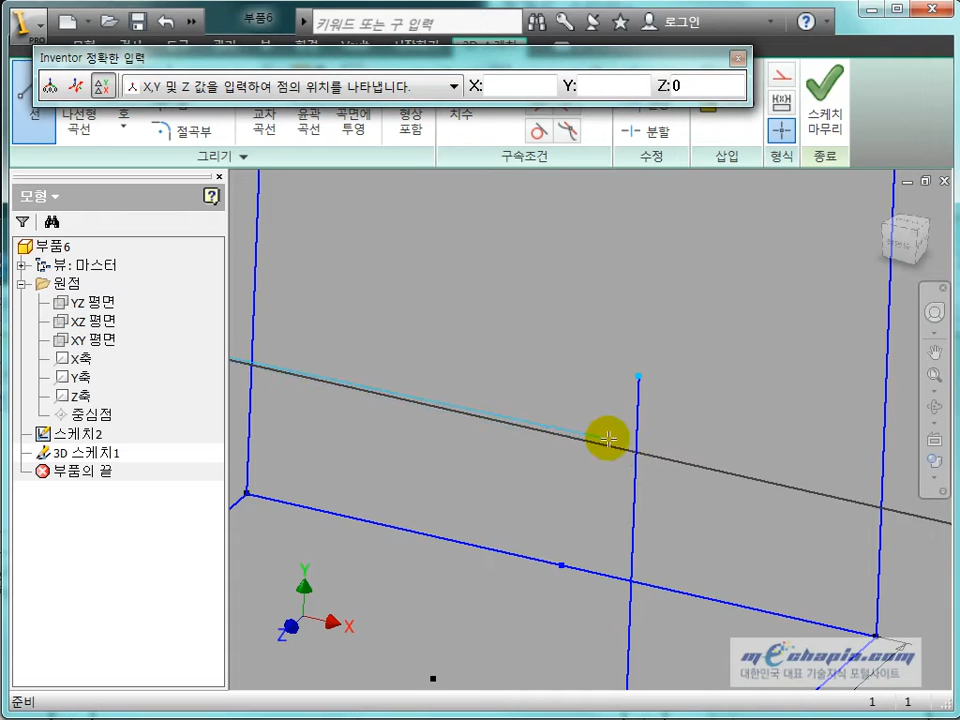 PRO
부품6
키워드 또는 구 입력
로그인
Inventor 정확한 입력
X,Y 및 Z 값을 입력하여 점의 위치를 나타냅니다.
X:
Y:
Z:0
선
나선형
곡선
호
절곡부
교차
곡선
윤곽
곡선
곡면에
투영
형상
포함
치수
분할
스케치
마무리
그리기
구속조건
수정
삽입
형식
종료
모형
부품6
뷰: 마스터
원점
YZ 평면
XZ 평면
XY 평면
X축
Y축
Z축
중심점
스케치2
3D 스케치1
부품의 끝
Y
X
Z
mechapia.com
대한민국 대표 기술지식 포털사이트
준비
1
1